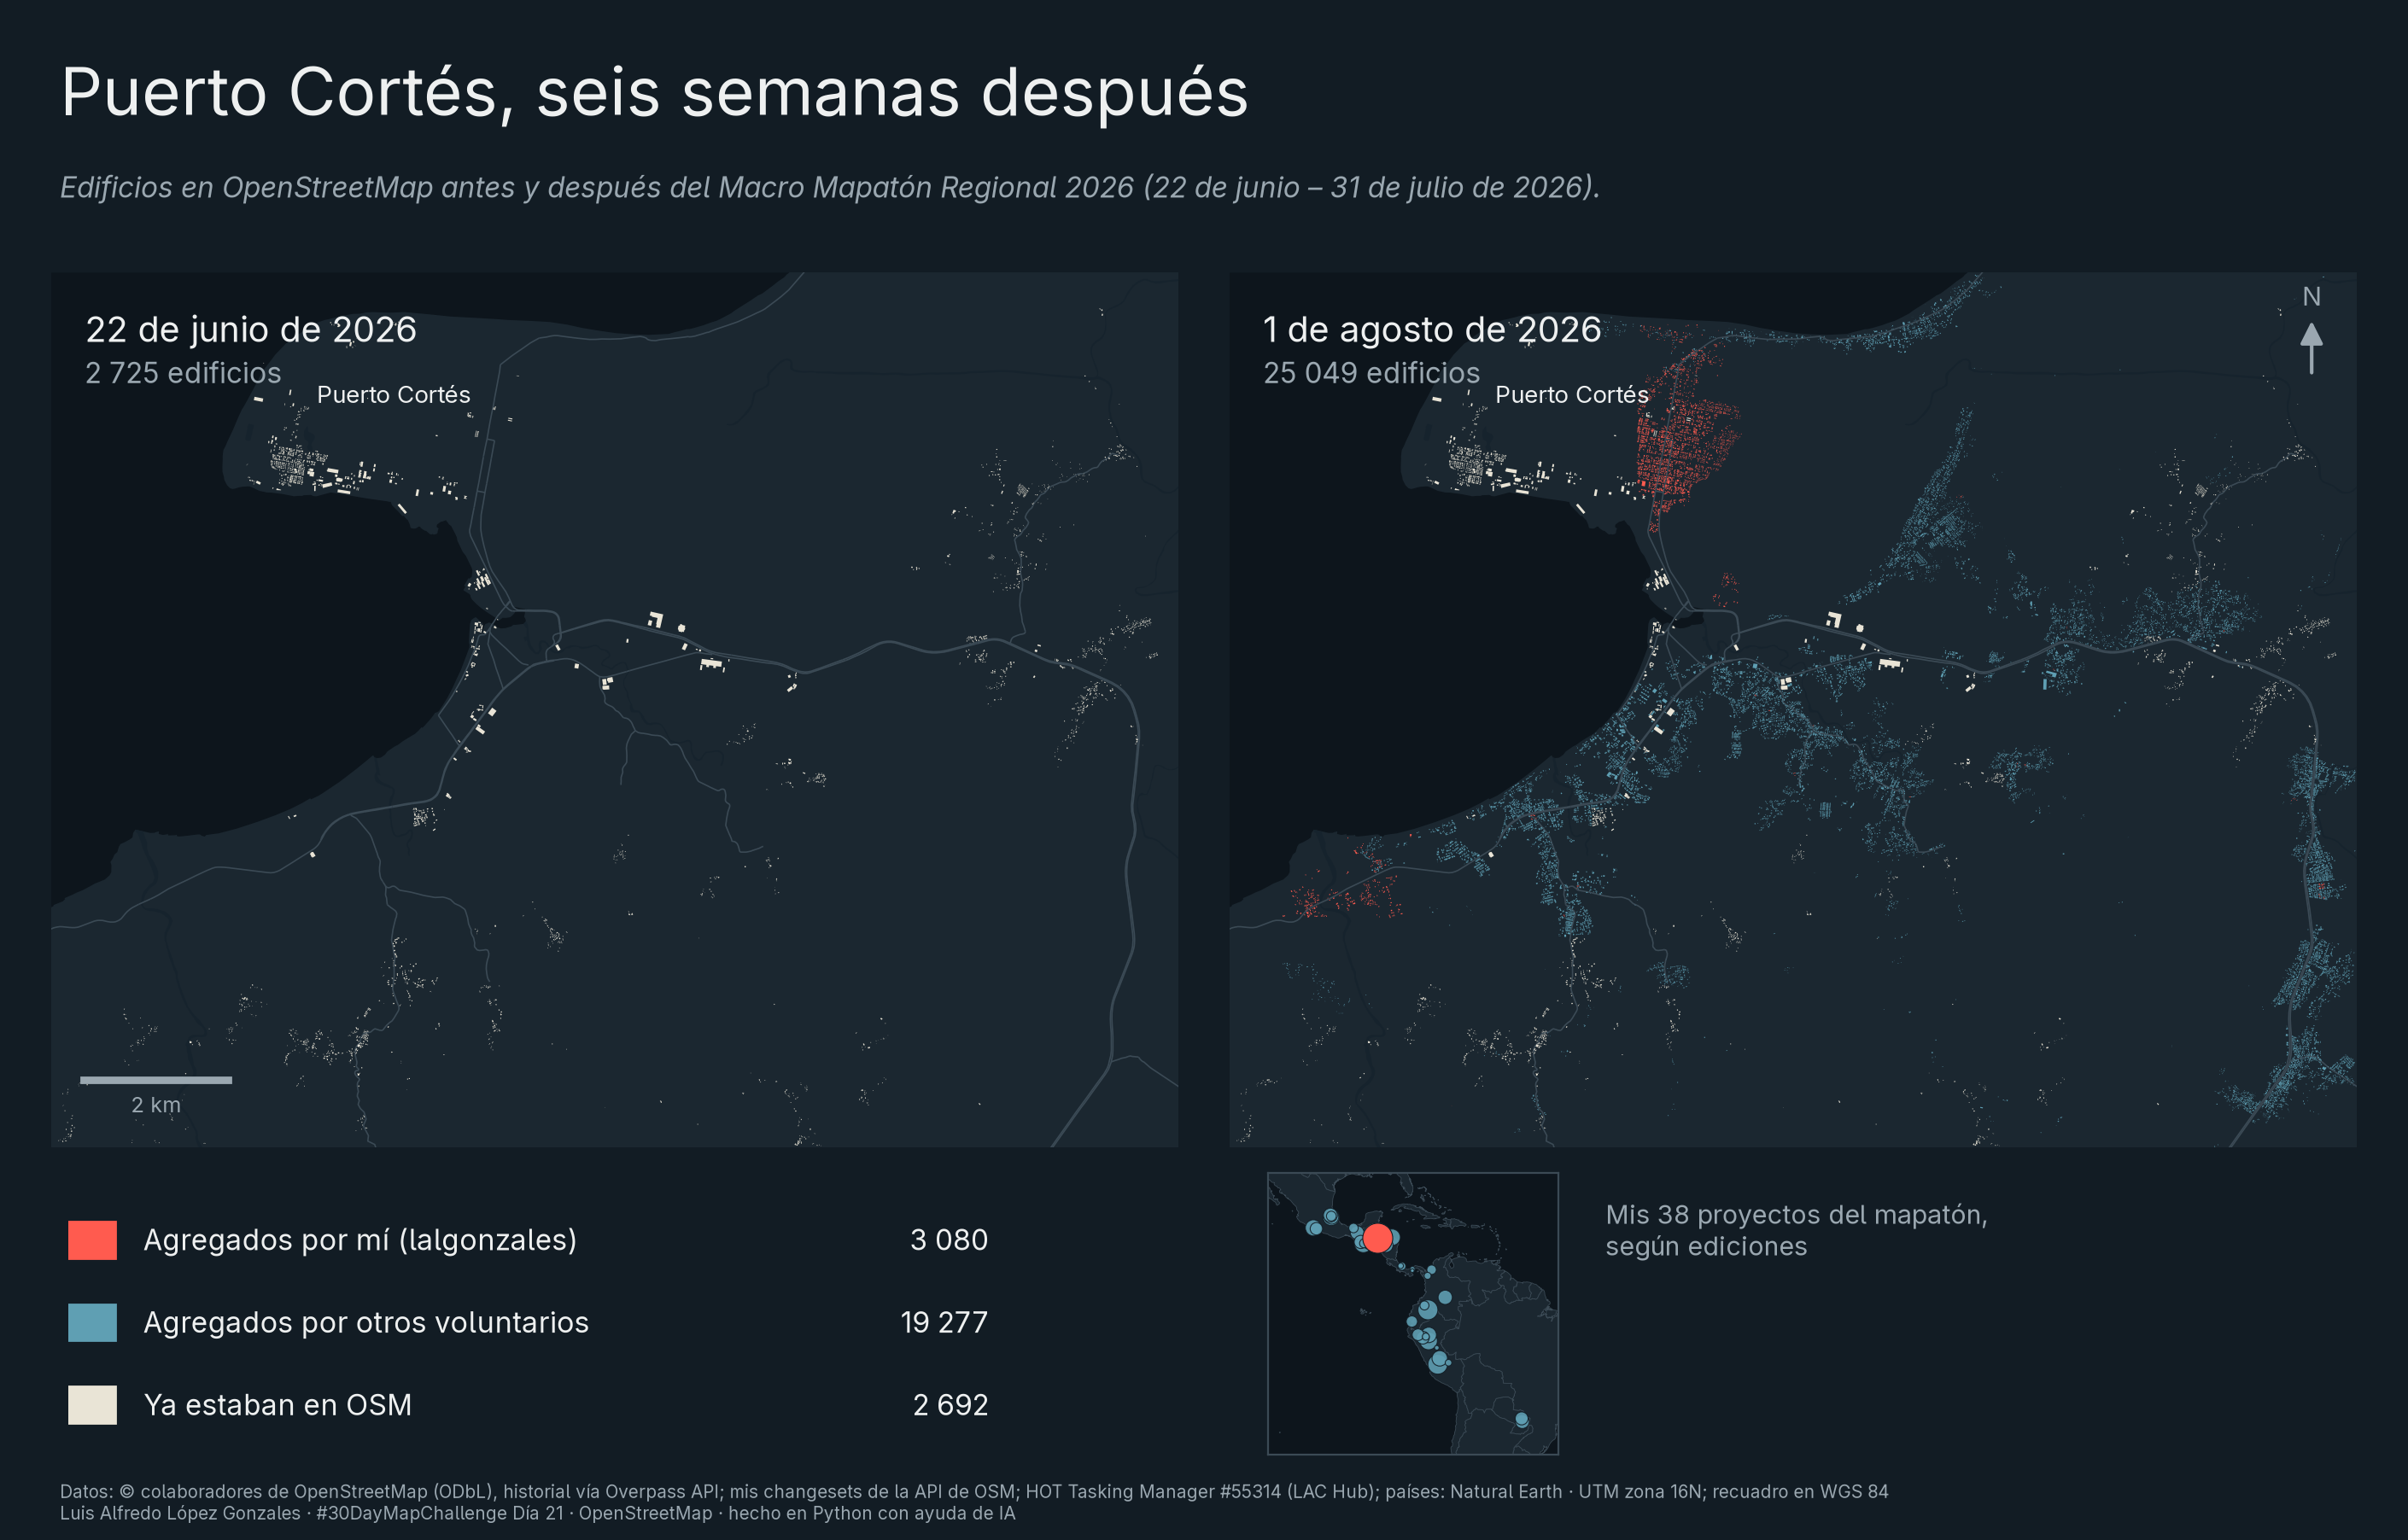 Puerto Cortés, seis semanas después
Edificios en OpenStreetMap antes y después del Macro Mapatón Regional 2026 (22 de junio – 31 de julio de 2026).
22 de junio de 2026
2 725 edificios
Puerto Cortés
2 km
1 de agosto de 2026
25 049 edificios
Puerto Cortés
N
Agregados por mí (lalgonzales) 3 080
Agregados por otros voluntarios 19 277
Ya estaban en OSM 2 692
Mis 38 proyectos del mapatón,
según ediciones
Datos: © colaboradores de OpenStreetMap (ODbL), historial vía Overpass API; mis changesets de la API de OSM; HOT Tasking Manager #55314 (LAC Hub); países: Natural Earth · UTM zona 16N; recuadro en WGS 84
Luis Alfredo López Gonzales · #30DayMapChallenge Día 21 · OpenStreetMap · hecho en Python con ayuda de IA